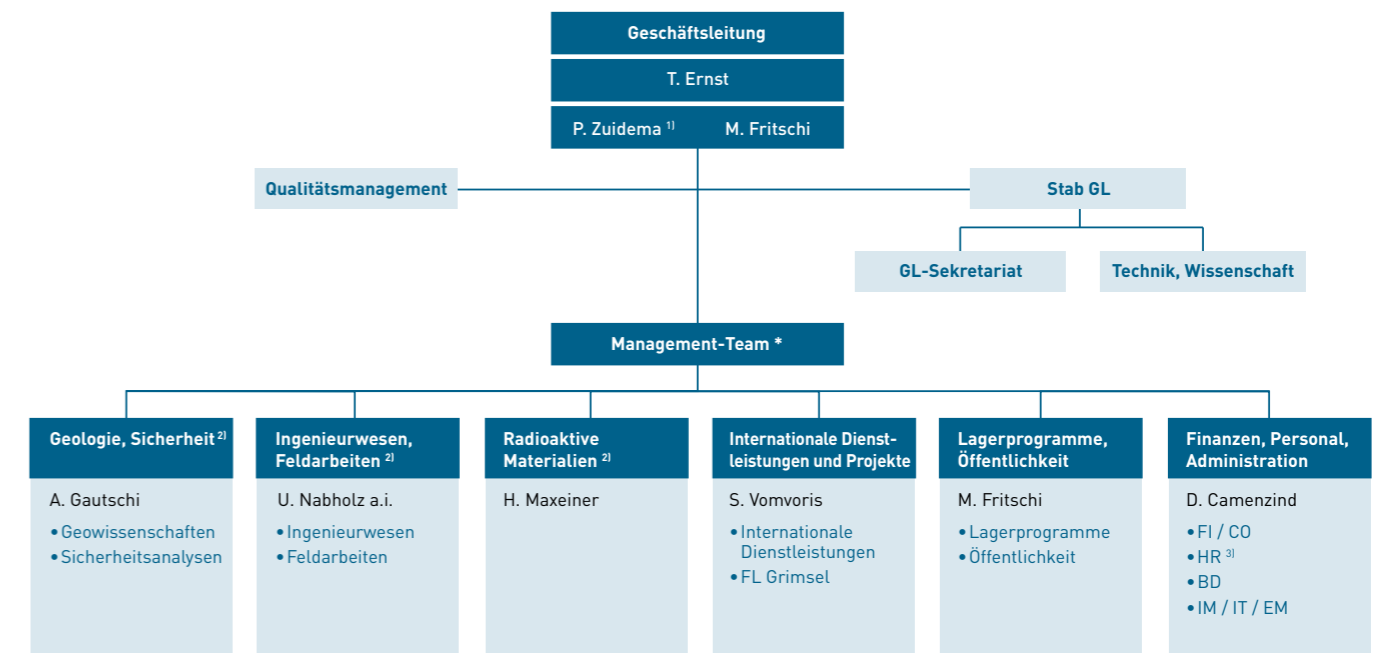 Geschäftsleitung
T. Ernst
P. Zuidema 1) M. Fritschi
Qualitätsmanagement
Stab GL
GL-Sekretariat
Technik, Wissenschaft
Management-Team *
Geologie, Sicherheit 2)
A. Gautschi
• Geowissenschaften
• Sicherheitsanalysen
Ingenieurwesen,
Feldarbeiten 2)
U. Nabholz a.i.
• Ingenieurwesen
• Feldarbeiten
Radioaktive
Materialien 2)
H. Maxeiner
Internationale Dienst-
leistungen und Projekte
S. Vomvoris
• Internationale
Dienstleistungen
• FL Grimsel
Lagerprogramme,
Öffentlichkeit
M. Fritschi
• Lagerprogramme
• Öffentlichkeit
Finanzen, Personal,
Administration
D. Camenzind
• FI / CO
• HR 3)
• BD
• IM / IT / EM